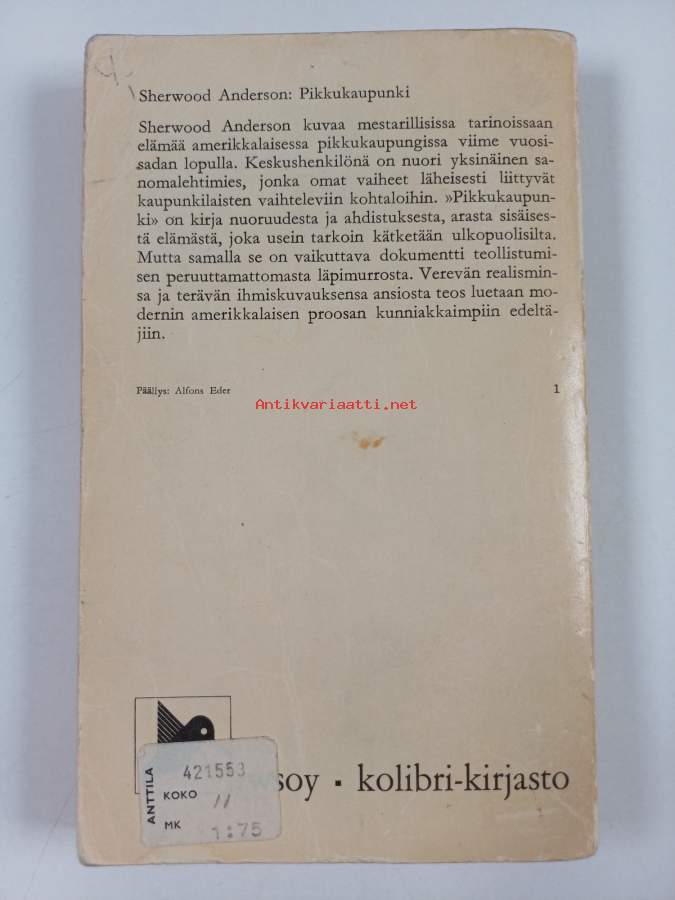 Sherwood Anderson: Pikkukaupunki
Sherwood Anderson kuvaa mestarillisissa tarinoissaan
elämää amerikkalaisessa pikkukaupungissa viime vuosi-
sadan lopulla. Keskushenkilönä on nuori yksinäinen sa-
nomalehtimies, jonka omat vaiheet läheisesti liittyvät
kaupunkilaisten vaihteleviin kohtaloihin. »Pikkukaupun-
ki» on kirja nuoruudesta ja ahdistuksesta, arasta sisäises-
tä elämästä, joka usein tarkoin kätketään ulkopuolisilta.
Mutta samalla se on vaikuttava dokumentti teollistumi-
sen peruuttamattomasta läpimurrosta. Verevän realismin-
sa ja terävän ihmiskuvauksensa ansiosta teos luetaan mo-
dernin amerikkalaisen proosan kunniakkaimpiin edeltä-
jiin.
Päällys: Alfons Eder 1
Antikvariaatti.net
soy ▪ kolibri-kirjasto
ANTTILA
421553
KOKO //
MK 1:75